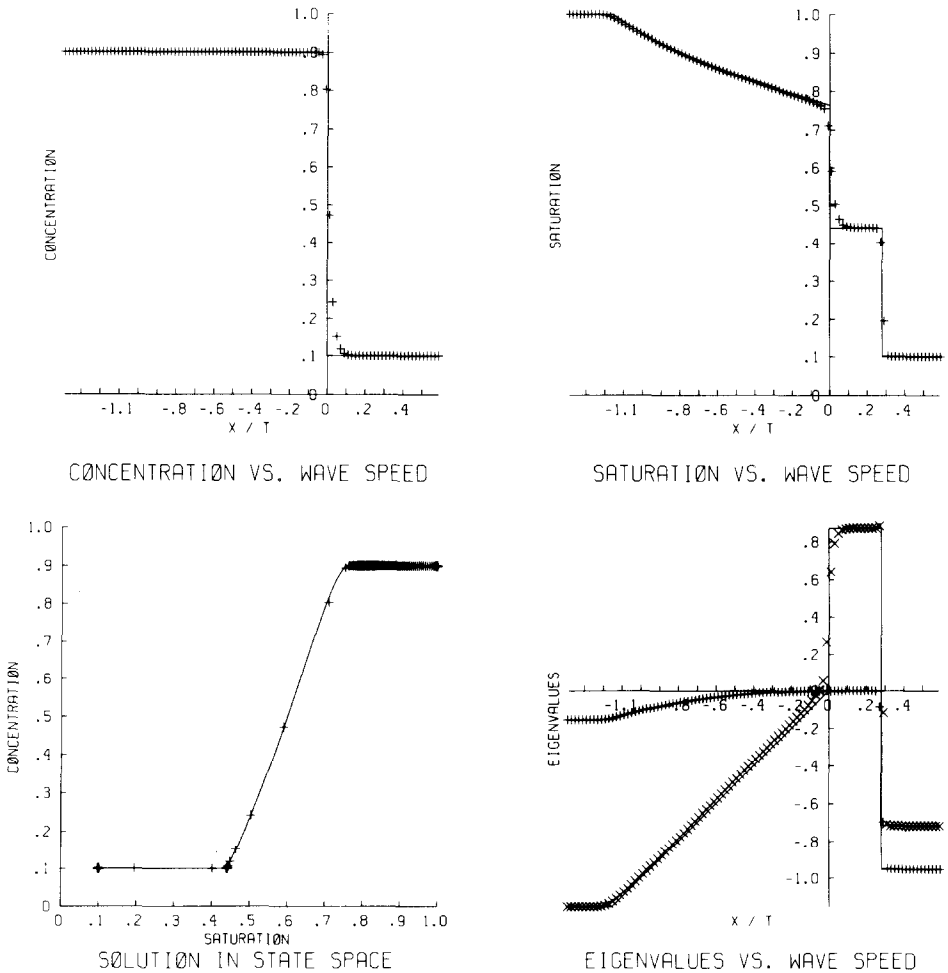 1.0
.9
.8
.7
.6
.5
.4
.3
.2
.1
0
CØNCENTRATIØN
-1.1 -.8 -.6 -.4 -.2 0 .2 .4
X / T
CØNCENTRATIØN VS. WAVE SPEED
1.0
.9
.8
.7
.6
.5
.4
.3
.2
.1
0
SATURATIØN
-1.1 -.8 -.6 -.4 -.2 0 .2 .4
X / T
SATURATIØN VS. WAVE SPEED
1.0
.9
.8
.7
.6
.5
.4
.3
.2
.1
0
CØNCENTRATIØN
0 .1 .2 .3 .4 .5 .6 .7 .8 .9 1.0
SATURATIØN
SØLUTIØN IN STATE SPACE
.8
.6
.4
.2
-.2
-.4
-.6
-.8
-1.0
EIGENVALUES
-1.1 -.8 -.6 -.4 -.2 0 .2 .4
X / T
EIGENVALUES VS. WAVE SPEED